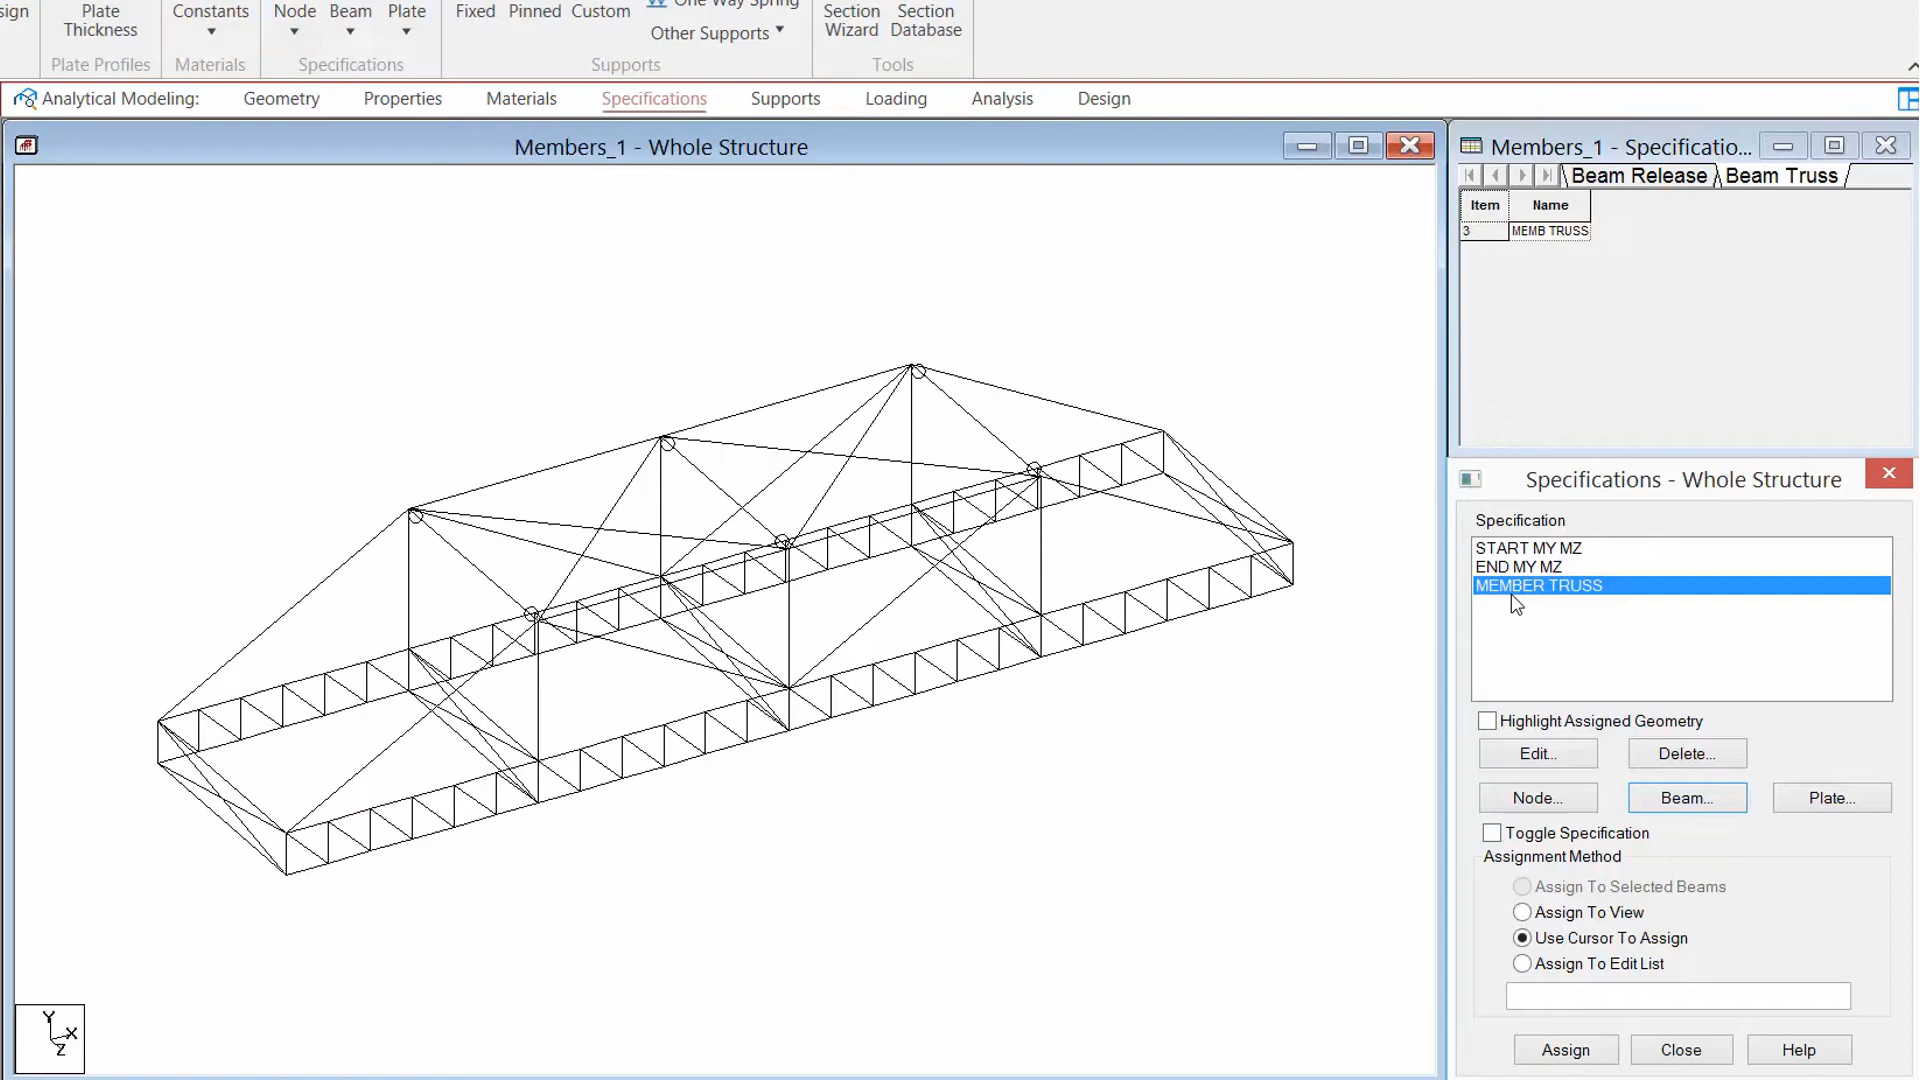 Plate
Thickness
Constants
Node
Beam
Plate
Fixed
Pinned
Custom
Other Supports
Section
Wizard
Section
Database
Plate Profiles
Materials
Specifications
Supports
Tools
Analytical Modeling:
Geometry
Properties
Materials
Specifications
Supports
Loading
Analysis
Design
Members_1 - Whole Structure
Members_1 - Specificatio...
Beam Release
Beam Truss
Item
Name
3
MEMB TRUSS
Specifications - Whole Structure
Specification
START MY MZ
END MY MZ
MEMBER TRUSS
Highlight Assigned Geometry
Edit...
Delete...
Node...
Beam...
Plate...
Toggle Specification
Assignment Method
Assign To Selected Beams
Assign To View
Use Cursor To Assign
Assign To Edit List
Assign
Close
Help
Y
X
Z